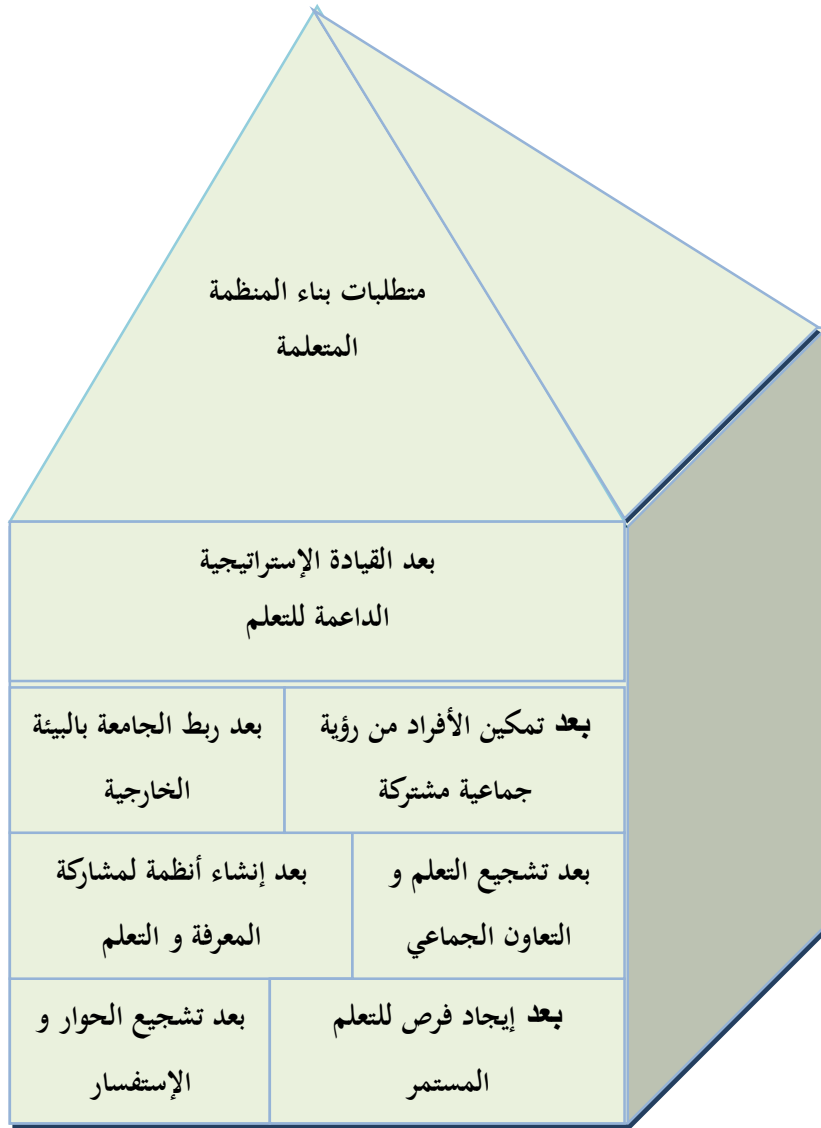 متطلبات بناء المنظمة
المتعلمة
بعد القيادة الإستراتيجية
الداعمة للتعلم
بعد تمكين الأفراد من رؤية
جماعية مشتركة
بعد ربط الجامعة بالبيئة
الخارجية
بعد تشجيع التعلم و
التعاون الجماعي
بعد إنشاء أنظمة لمشاركة
المعرفة و التعلم
بعد إيجاد فرص للتعلم
المستمر
بعد تشجيع الحوار و
الإستفسار